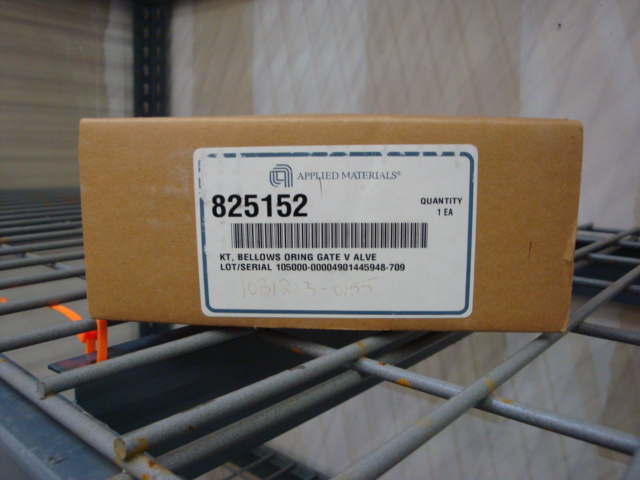 APPLIED MATERIALS®
825152
QUANTITY
1 EA
KT, BELLOWS ORING GATE V ALVE
LOT/SERIAL 105000-00004901445948-709